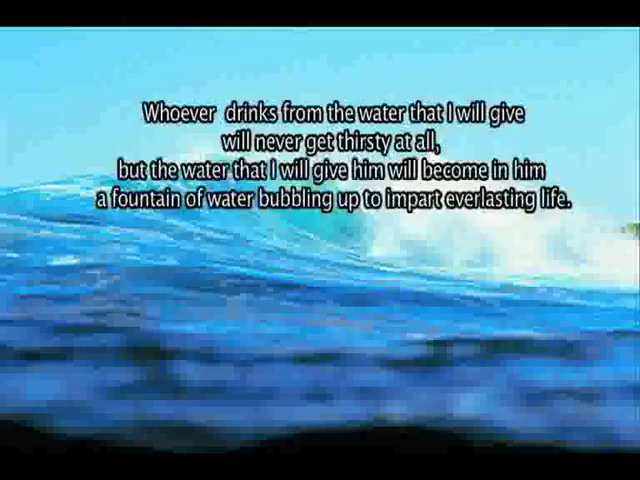 Whoever drinks from the water that I will give
will never get thirsty at all,
but the water that I will give him will become in him
a fountain of water bubbling up to impart everlasting life.